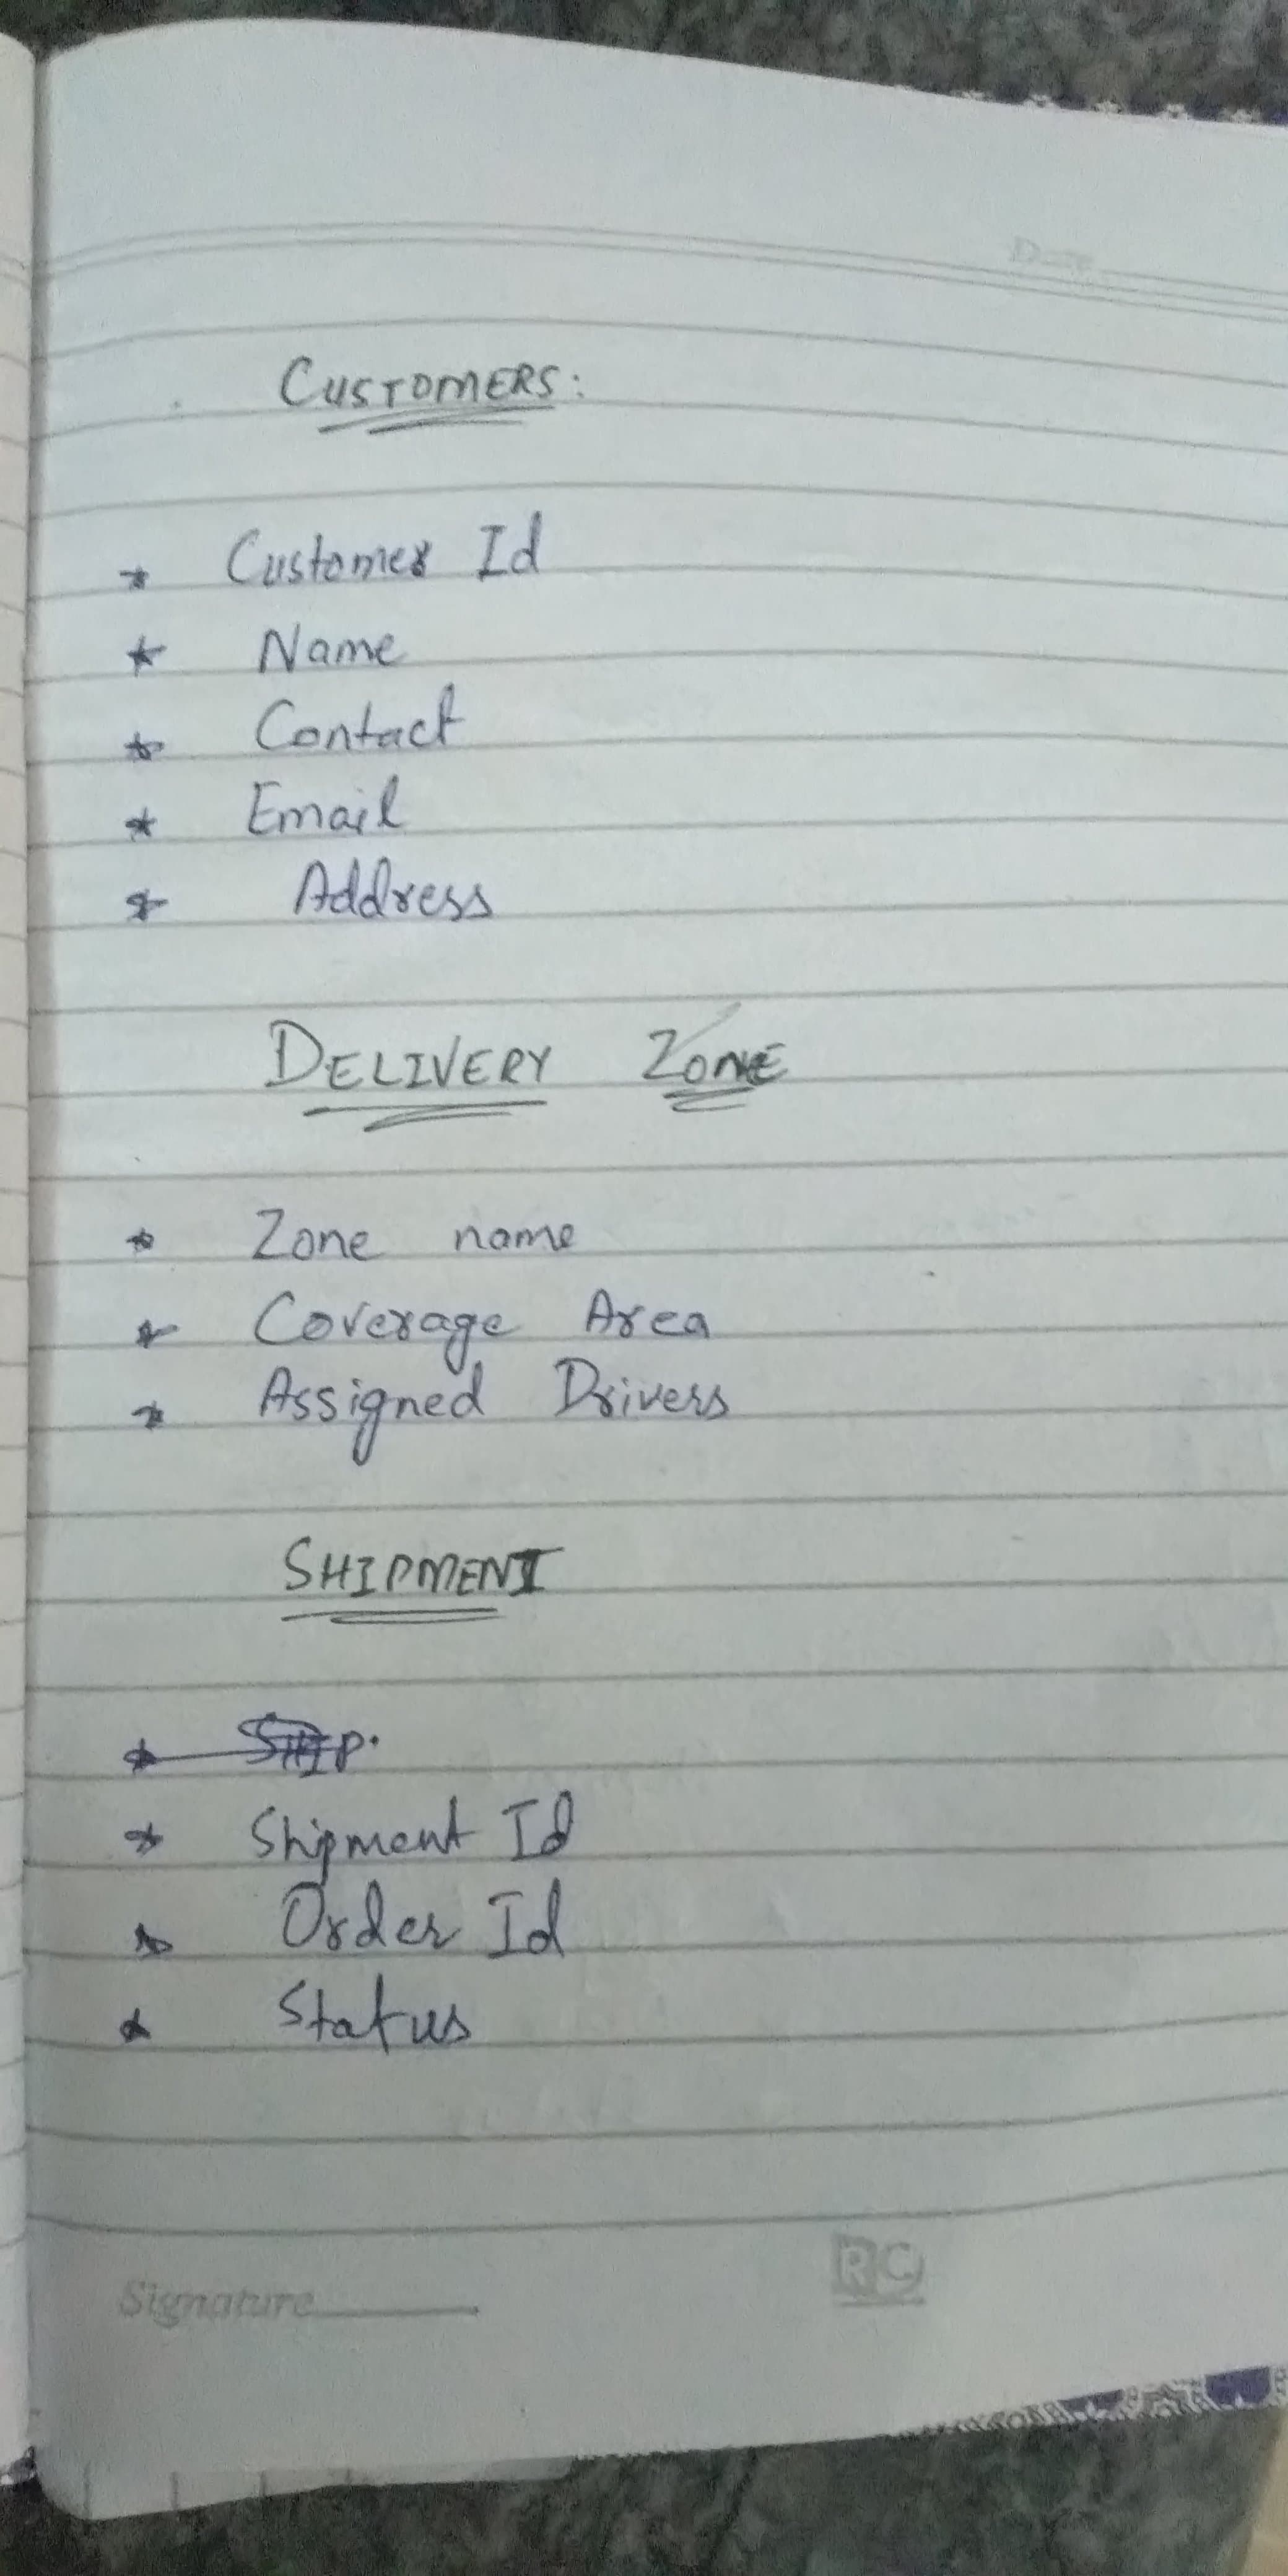 Date
CUSTOMERS:
* Customer Id
* Name
* Contact
* Email
* Address
DELIVERY ZONE
* Zone name
* Coverage Area
* Assigned Drivers
SHIPMENT
* SHIP.
* Shipment Id
* Order Id
* Status
Signature